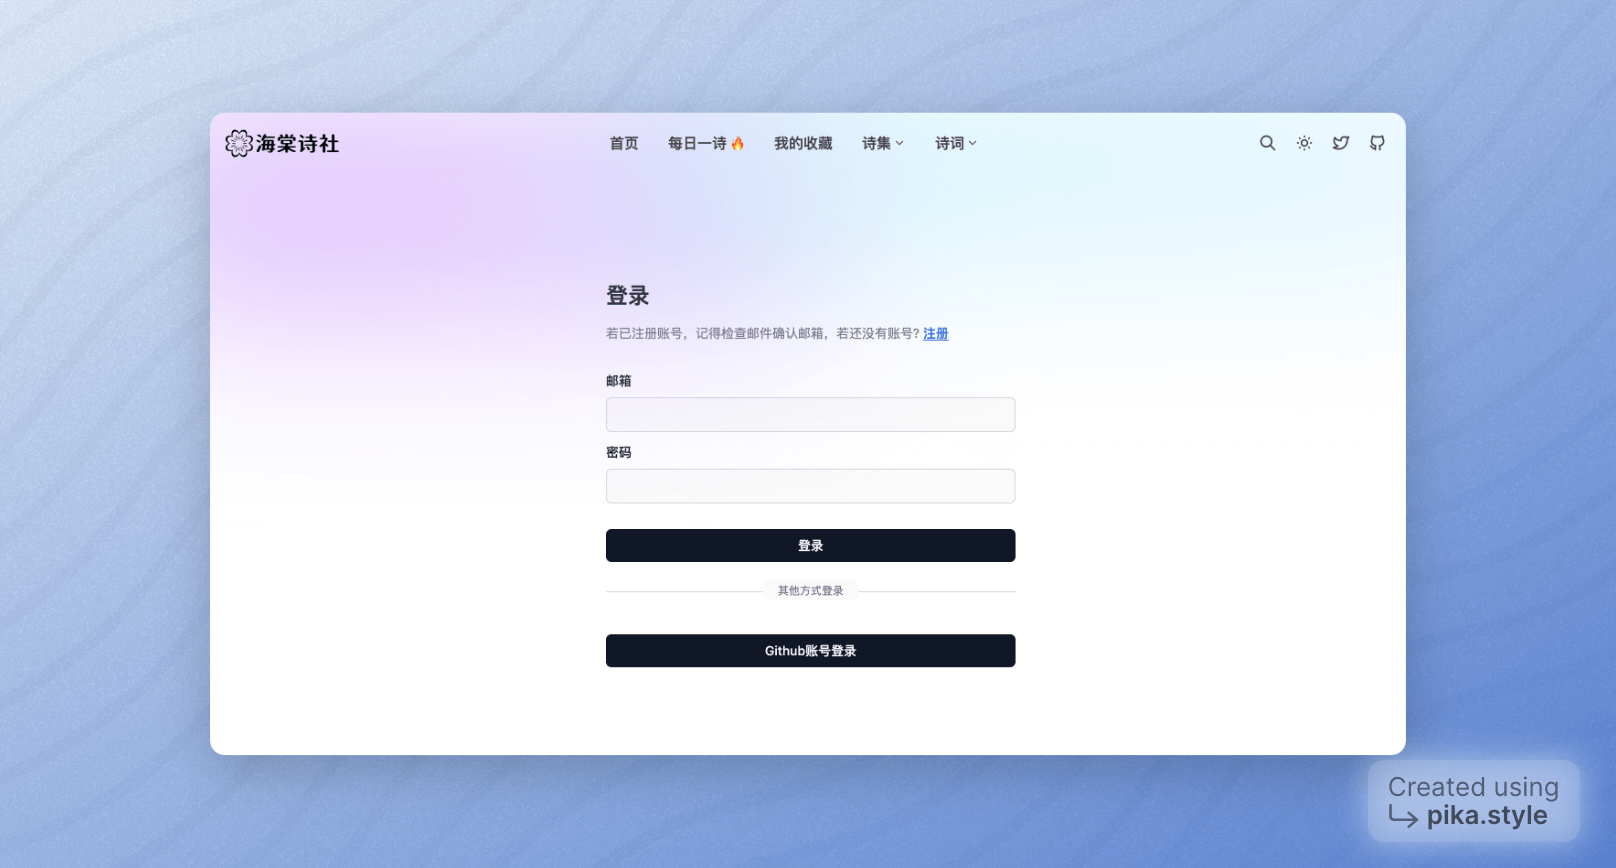 海棠诗社
首页 每日一诗🔥 我的收藏 诗集 诗词
登录
若已注册账号，记得检查邮件确认邮箱，若还没有账号? 注册
邮箱
密码
登录
其他方式登录
Github账号登录
Created using
pika.style